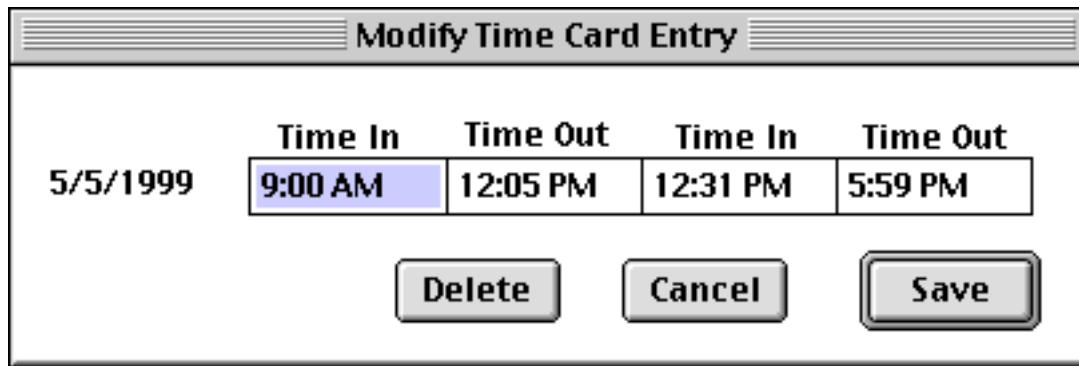 Modify Time Card Entry
Time In Time Out Time In Time Out
5/5/1999 9:00 AM 12:05 PM 12:31 PM 5:59 PM
Delete Cancel Save